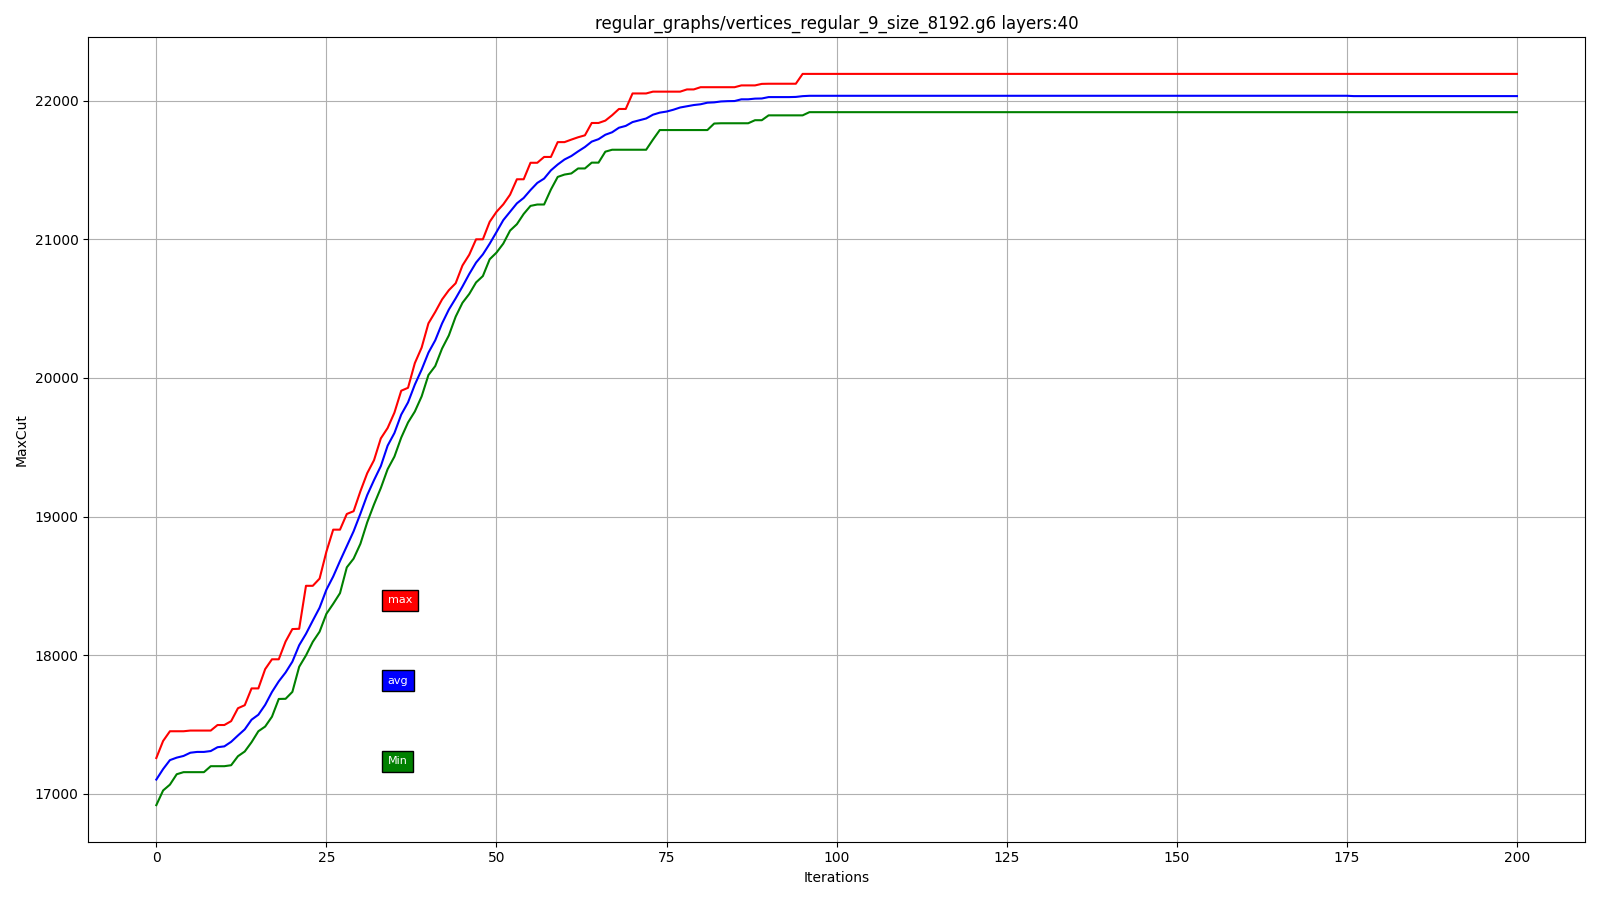 regular_graphs/vertices_regular_9_size_8192.g6 layers:40
MaxCut
22000
21000
20000
19000
18000
17000
max
avg
Min
0 25 50 75 100 125 150 175 200
Iterations